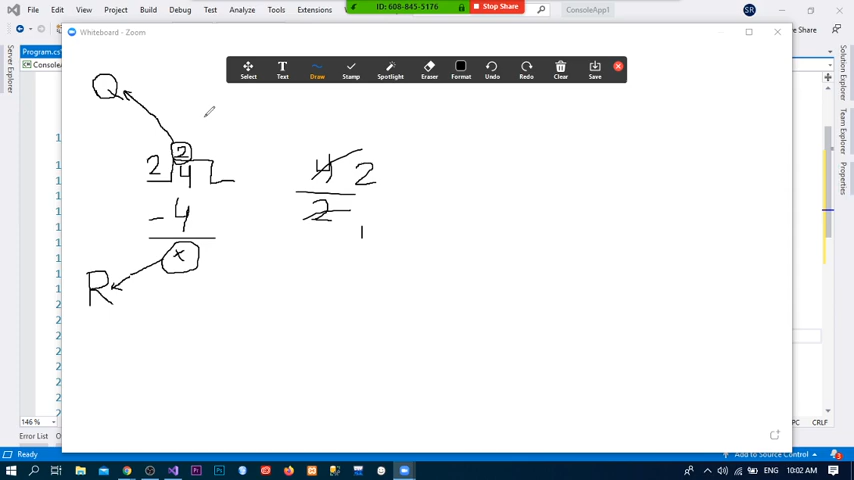 File Edit View Project Build Debug Test Analyze Tools Extensions
ID: 608-845-5176 Stop Share
ConsoleApp1
SR
Whiteboard - Zoom
Program.cs
Console
Share
Server Explorer
Solution Explorer
Select Text Draw Stamp Spotlight Eraser Format Undo Redo Clear Save
Q
2
2 4
- 4
x
R
4 2
2
1
146 %
CRLF
Error List
Ready
Add to Source Control
ENG 10:02 AM